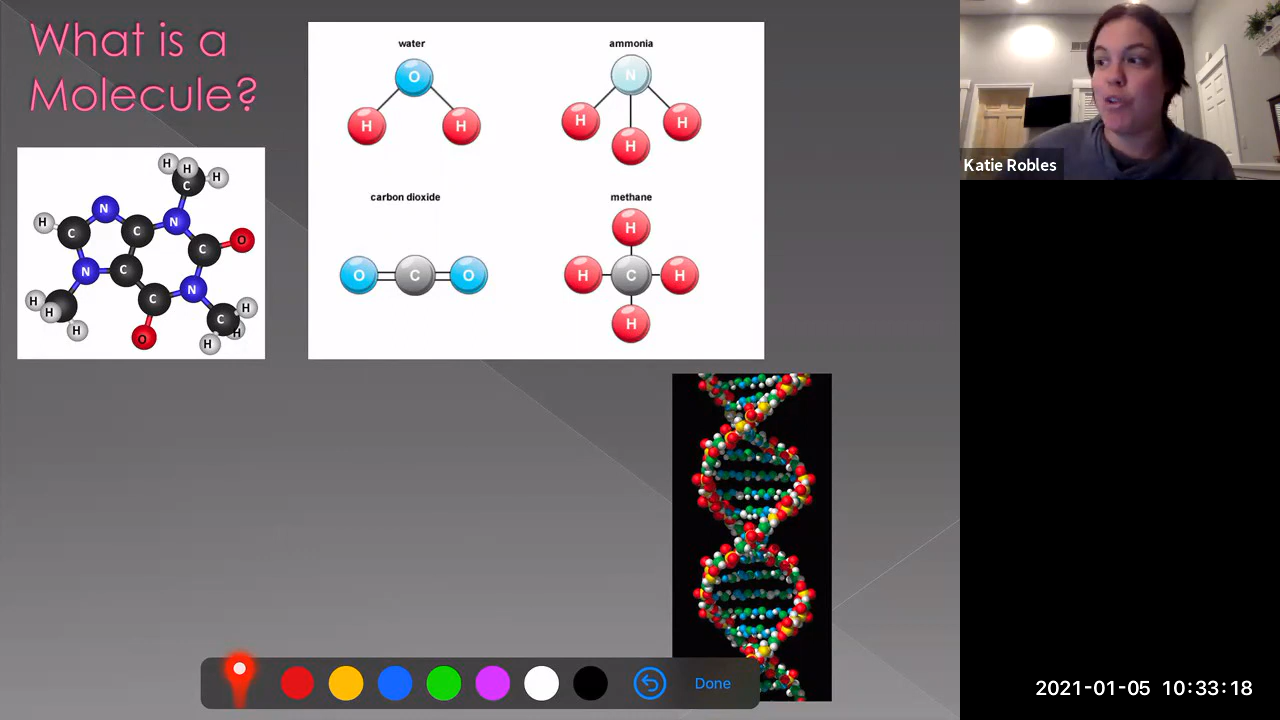 What is a
Molecule?
water
O
H
H
ammonia
N
H
H
H
carbon dioxide
O
C
O
methane
H
H
C
H
H
H
H
H
C
H
N
N
C
C
C
O
N
C
N
H
C
C
H
H
H
H
H
O
H
Katie Robles
Done
2021-01-05 10:33:18